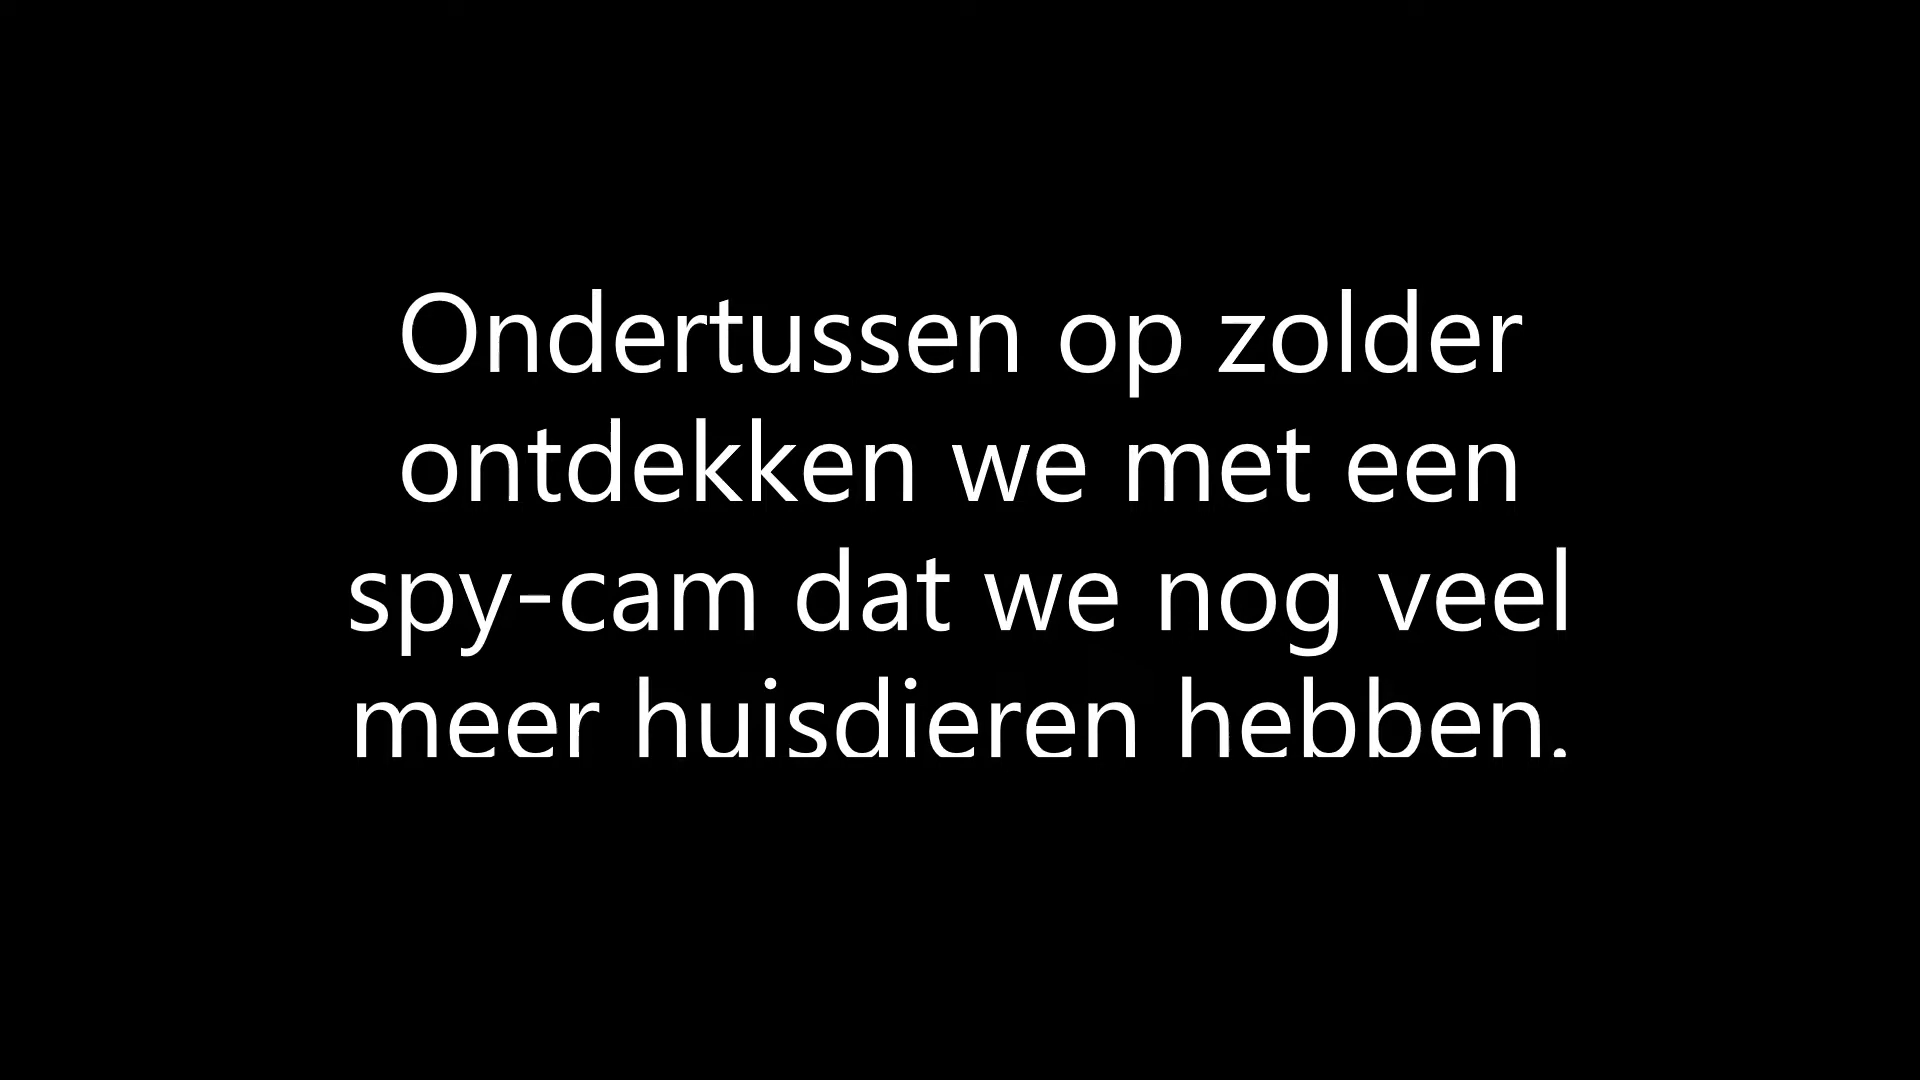 Ondertussen op zolder
ontdekken we met een
spy-cam dat we nog veel
meer huisdieren hebben.